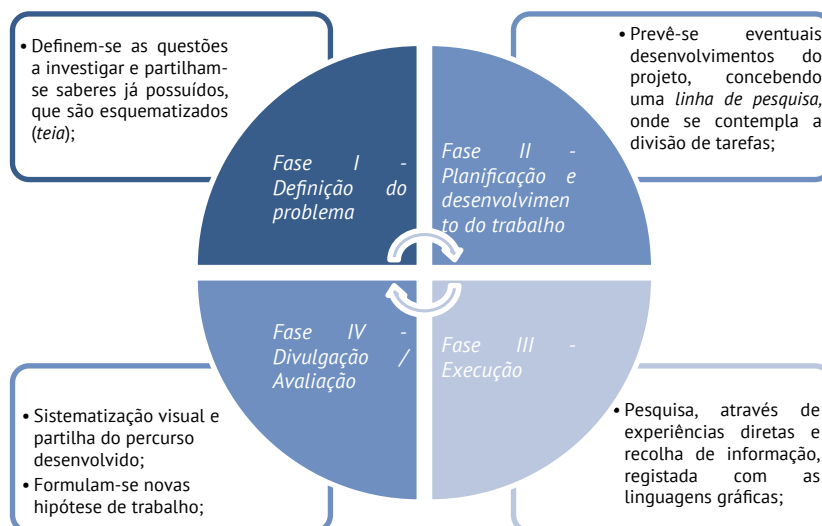 • Definem-se as questões
a investigar e partilham-
se saberes já possuídos,
que são esquematizados
(teia);
• Prevê-se eventuais
desenvolvimentos do
projeto, concebendo
uma linha de pesquisa,
onde se contempla a
divisão de tarefas;
Fase I -
Definição do
problema
Fase II -
Planificação e
desenvolvimen
to do trabalho
Fase IV -
Divulgação /
Avaliação
Fase III -
Execução
• Sistematização visual e
partilha do percurso
desenvolvido;
• Formulam-se novas
hipótese de trabalho;
• Pesquisa, através de
experiências diretas e
recolha de informação,
registada com as
linguagens gráficas;